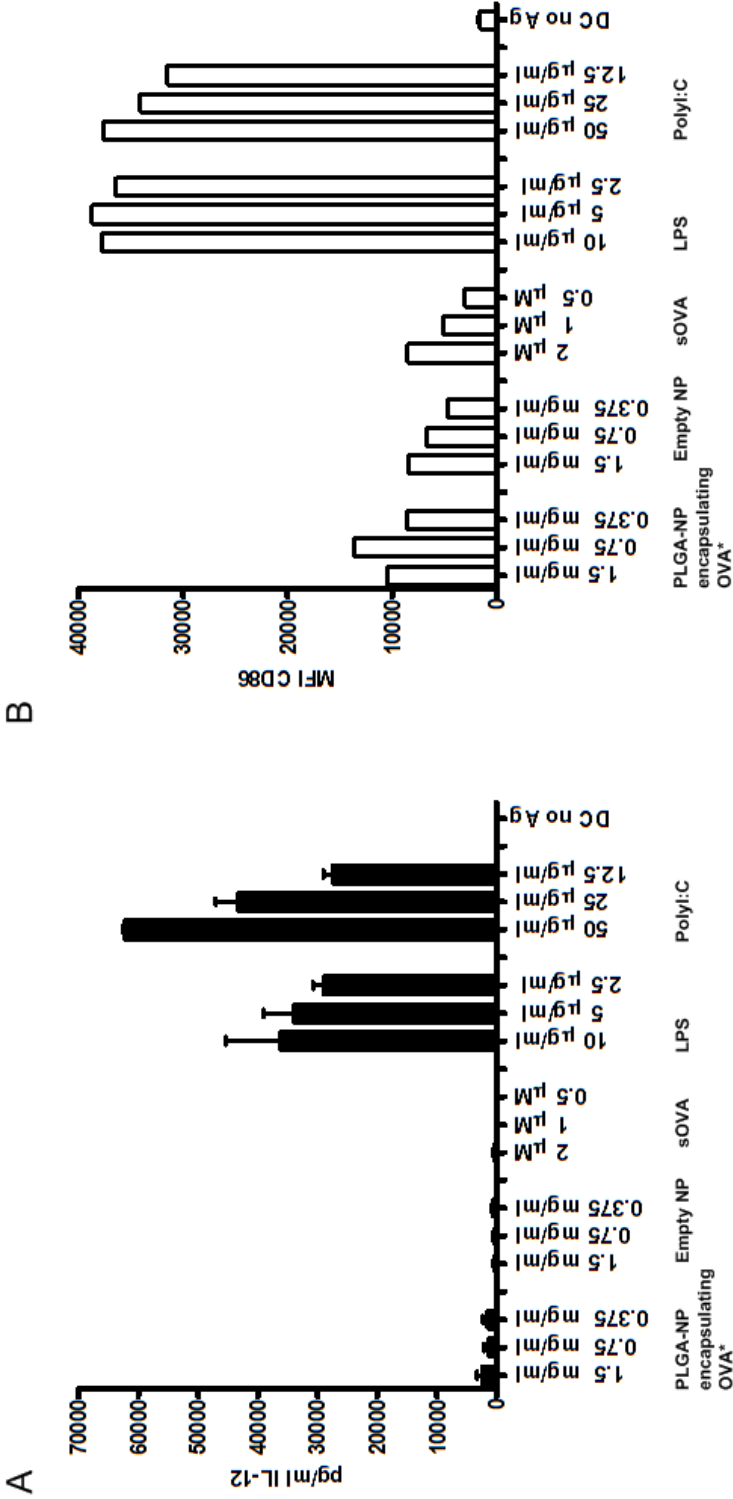 A
pg/ml IL-12
70000
60000
50000
40000
30000
20000
10000
0
1.5 mg/ml
0.75 mg/ml
0.375 mg/ml
1.5 mg/ml
0.75 mg/ml
0.375 mg/ml
2 µM
1 µM
0.5 µM
10 µg/ml
5 µg/ml
2.5 µg/ml
50 µg/ml
25 µg/ml
12.5 µg/ml
DC no Ag
PLGA-NP
encapsulating
OVA*
Empty NP
sOVA
LPS
PolyI:C
B
MFI CD86
40000
30000
20000
10000
0
1.5 mg/ml
0.75 mg/ml
0.375 mg/ml
1.5 mg/ml
0.75 mg/ml
0.375 mg/ml
2 µM
1 µM
0.5 µM
10 µg/ml
5 µg/ml
2.5 µg/ml
50 µg/ml
25 µg/ml
12.5 µg/ml
DC no Ag
PLGA-NP
encapsulating
OVA*
Empty NP
sOVA
LPS
PolyI:C